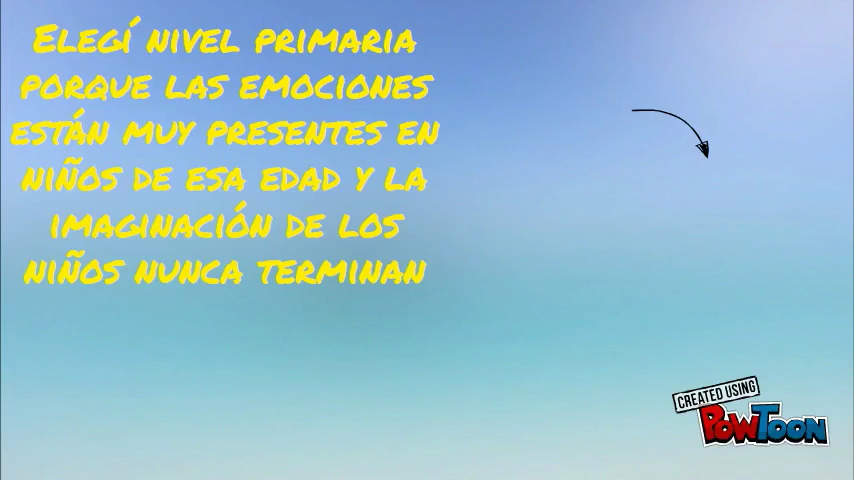 Elegí nivel primaria
porque las emociones
están muy presentes en
niños de esa edad y la
imaginación de los
niños nunca terminan
CREATED USING
POWTOON